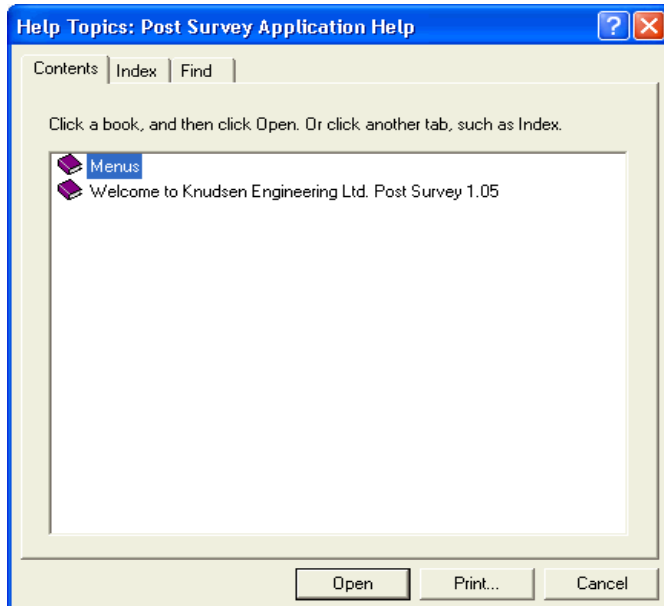 Help Topics: Post Survey Application Help
Contents Index Find
Click a book, and then click Open. Or click another tab, such as Index.
Menus
Welcome to Knudsen Engineering Ltd. Post Survey 1.05
Open Print... Cancel